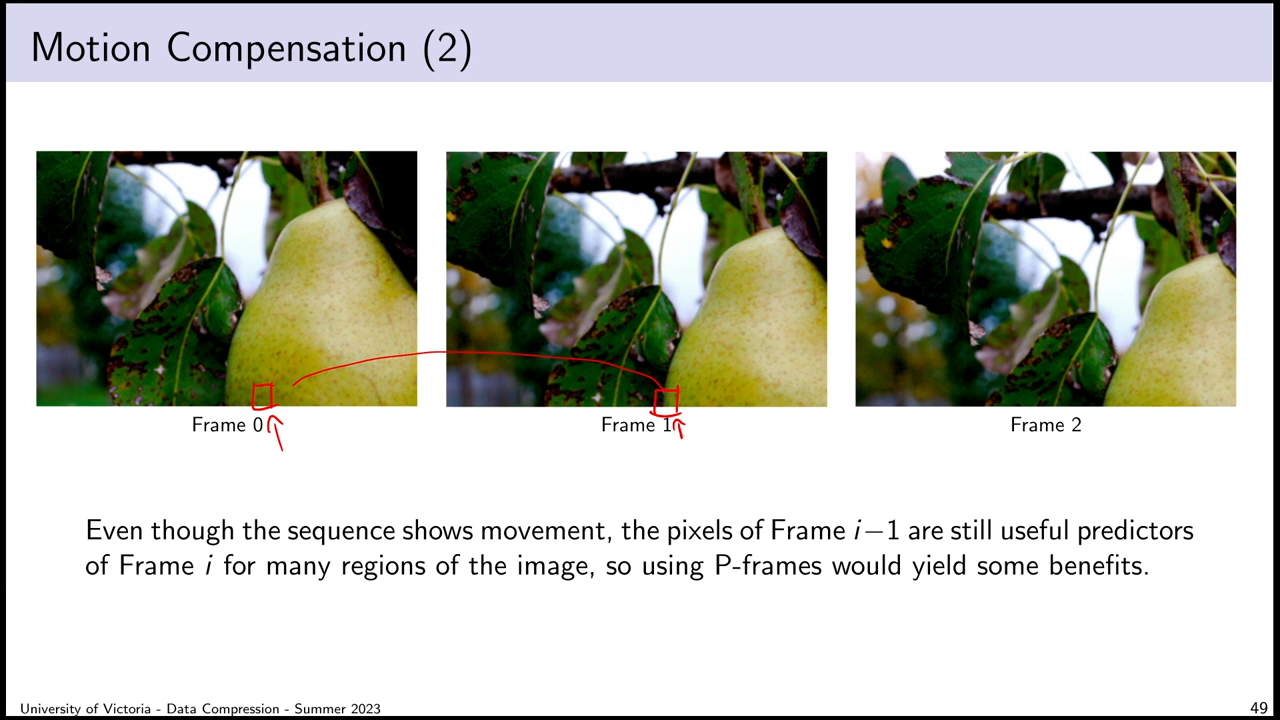 Motion Compensation (2)
Frame 0
Frame 1
Frame 2
Even though the sequence shows movement, the pixels of Frame i−1 are still useful predictors
of Frame i for many regions of the image, so using P-frames would yield some benefits.
University of Victoria - Data Compression - Summer 2023
49